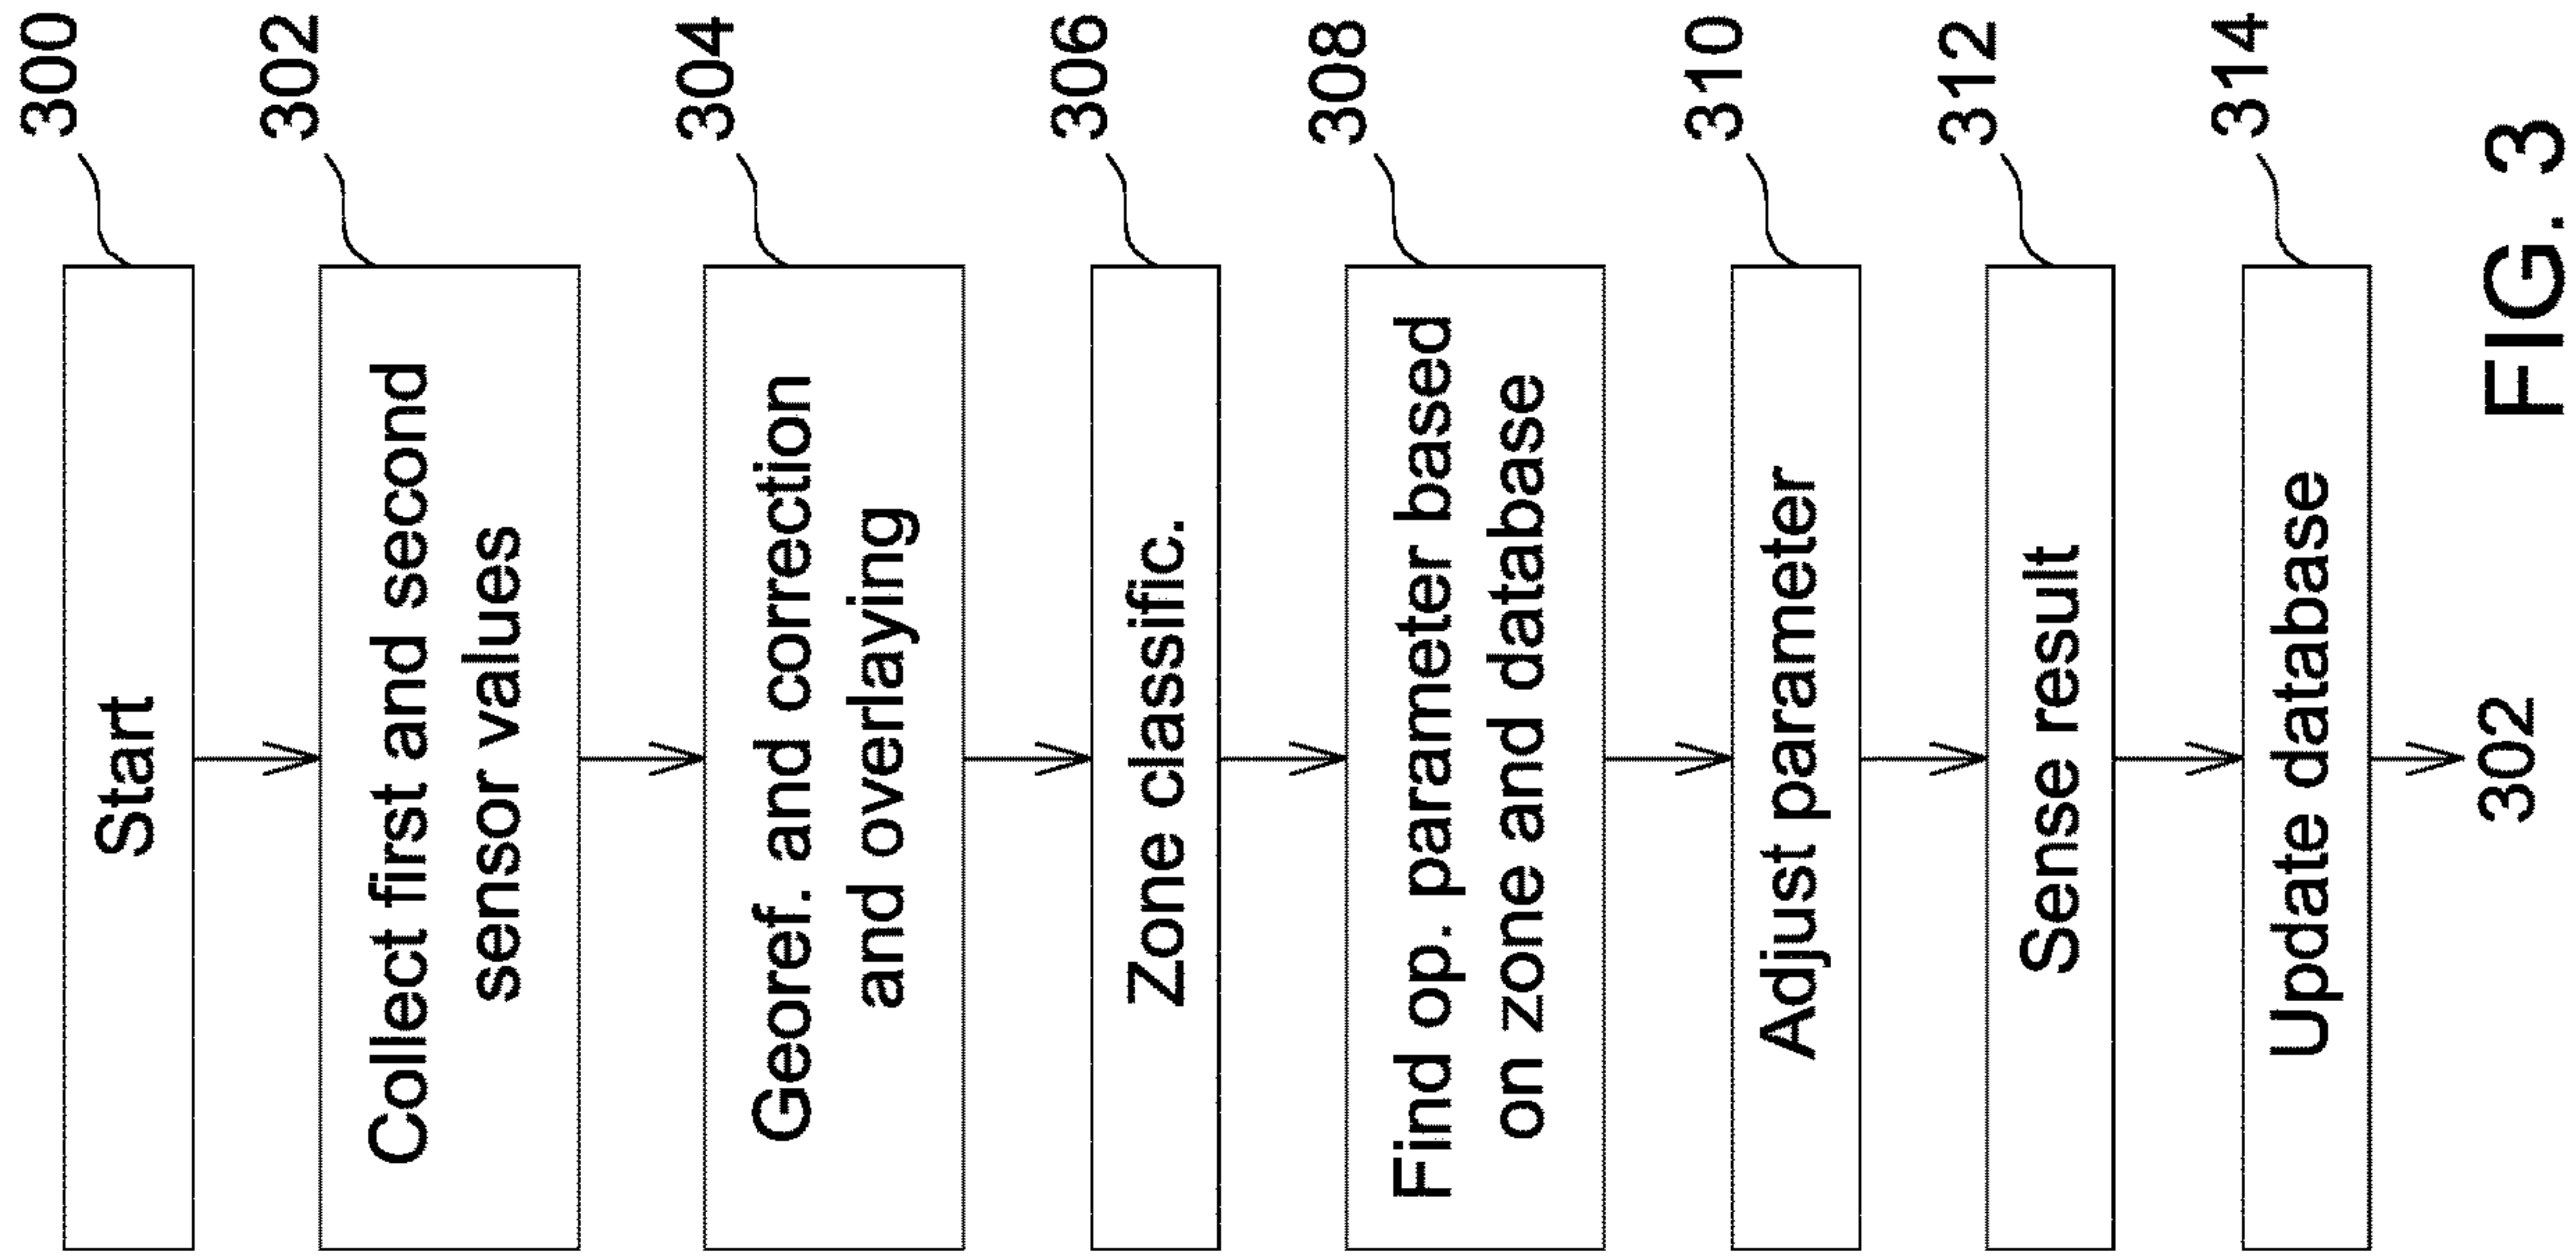 300
Start
302
Collect first and second
sensor values
304
Georef. and correction
and overlaying
306
Zone classific.
308
Find op. parameter based
on zone and database
310
Adjust parameter
312
Sense result
314
Update database
302
FIG. 3